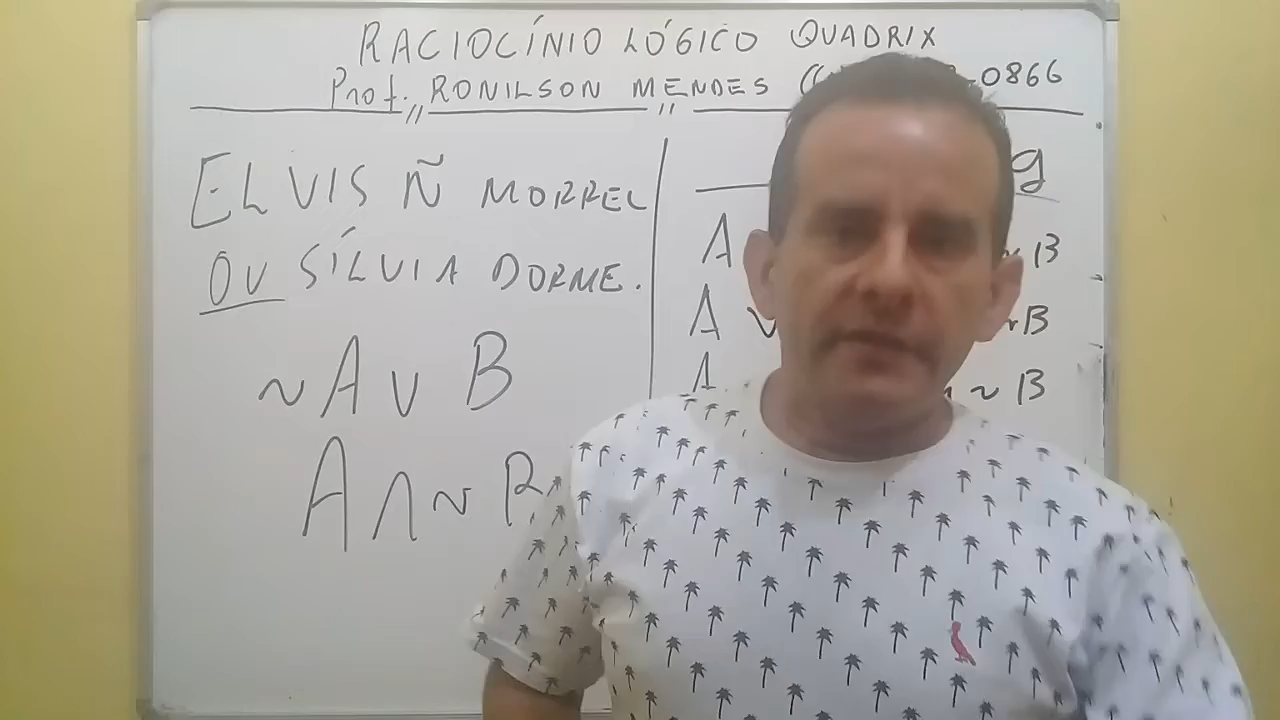 RACIOCÍNIO LÓGICO QUADRIX
Prof. RONILSON MENDES 0866
ELVIS Ñ MORREU
OU SÍLVIA DORME.
~A ∨ B
A ∧ ~ B
g
A ~ B
A ∨ ~B
A ~ B